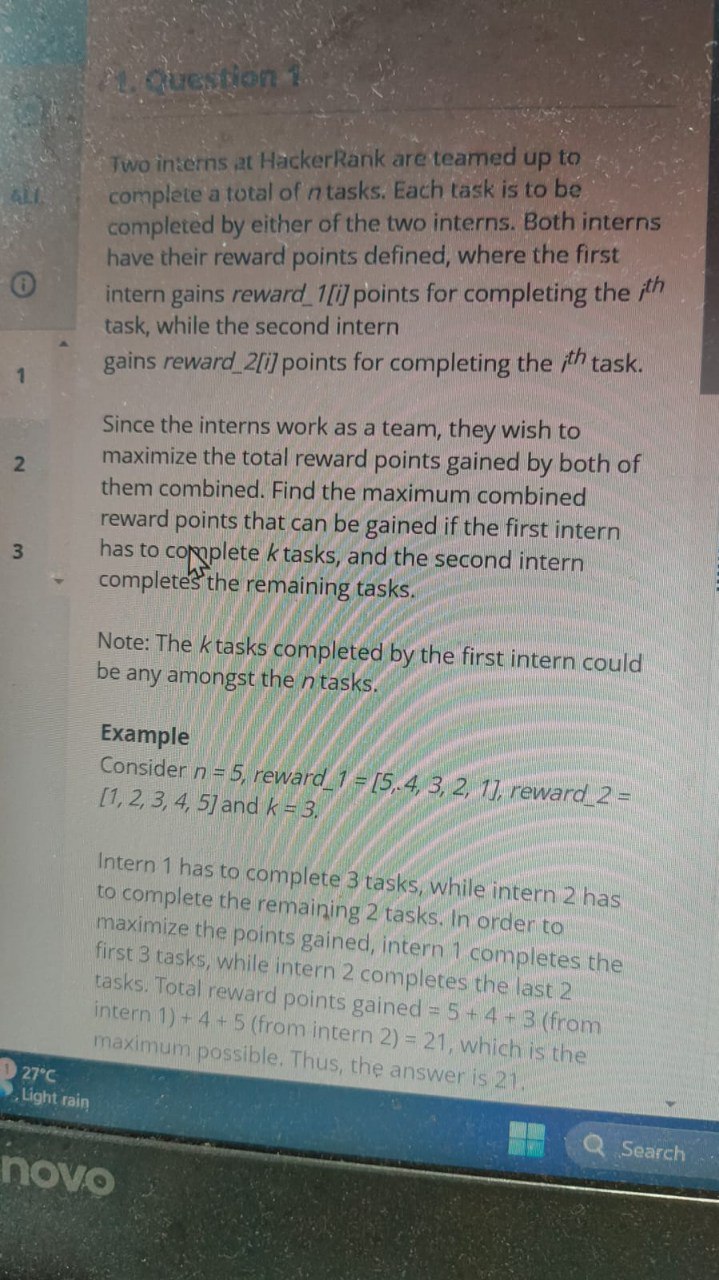 1. Question 1
ALL
Two interns at HackerRank are teamed up to
complete a total of n tasks. Each task is to be
completed by either of the two interns. Both interns
have their reward points defined, where the first
intern gains reward_1[i] points for completing the ith
task, while the second intern
gains reward_2[i] points for completing the ith task.
1
Since the interns work as a team, they wish to
maximize the total reward points gained by both of
2
them combined. Find the maximum combined
reward points that can be gained if the first intern
has to complete k tasks, and the second intern
3
completes the remaining tasks.
Note: The k tasks completed by the first intern could
be any amongst the n tasks.
Example
Consider n = 5, reward_1 = [5, 4, 3, 2, 1], reward_2 =
[1, 2, 3, 4, 5] and k = 3.
Intern 1 has to complete 3 tasks, while intern 2 has
to complete the remaining 2 tasks. In order to
maximize the points gained, intern 1 completes the
first 3 tasks, while intern 2 completes the last 2
tasks. Total reward points gained = 5 + 4 + 3 (from
intern 1) + 4 + 5 (from intern 2) = 21, which is the
maximum possible. Thus, the answer is 21.
1
27°C
Light rain
Search
novo